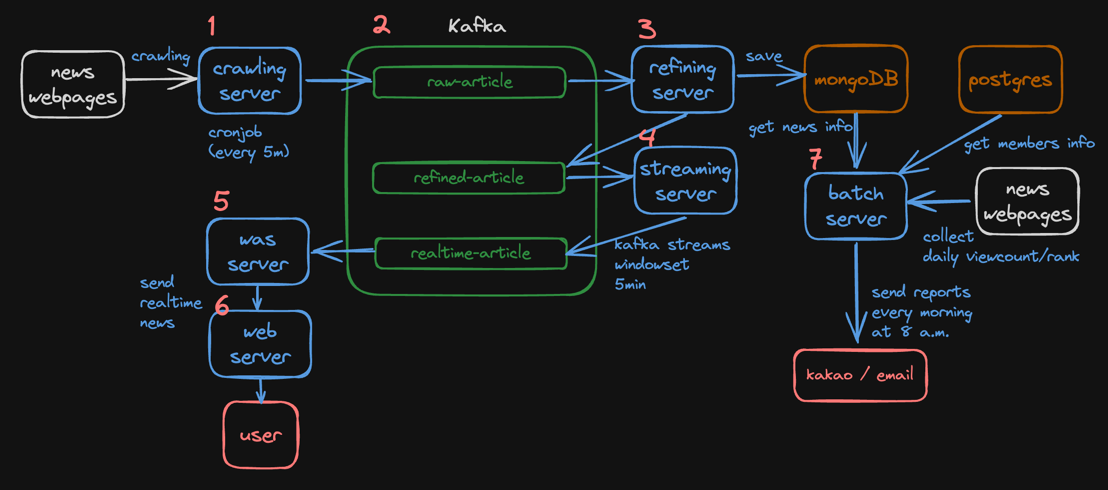 1
2
Kafka
3
news
webpages
crawling
crawling
server
cronjob
(every 5m)
raw-article
refining
server
save
mongoDB
postgres
get news info
get members info
4
refined-article
streaming
server
7
batch
server
news
webpages
collect
daily viewcount/rank
5
was
server
realtime-article
kafka streams
windowset
5min
send
realtime
news
6
web
server
send reports
every morning
at 8 a.m.
kakao / email
user